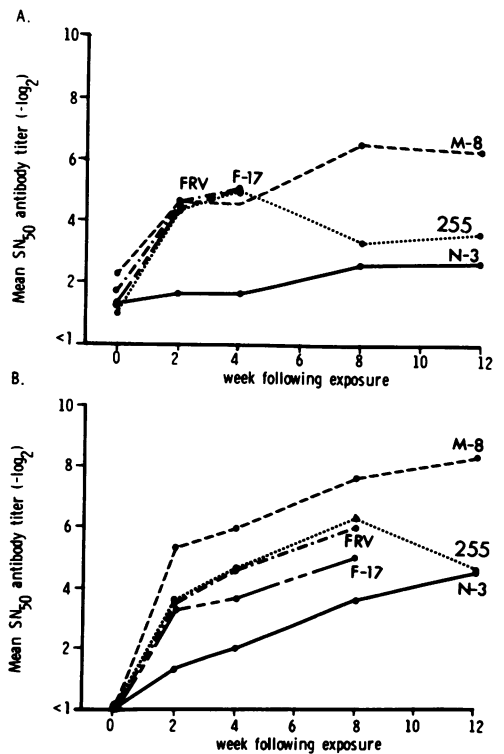 A.
10
8
6
4
2
<1
Mean SN50 antibody titer (-log2)
FRV
F-17
M-8
255
N-3
0 2 4 6 8 10 12
week following exposure
B.
10
8
6
4
2
<1
Mean SN50 antibody titer (-log2)
M-8
FRV
255
F-17
N-3
0 2 4 6 8 10 12
week following exposure